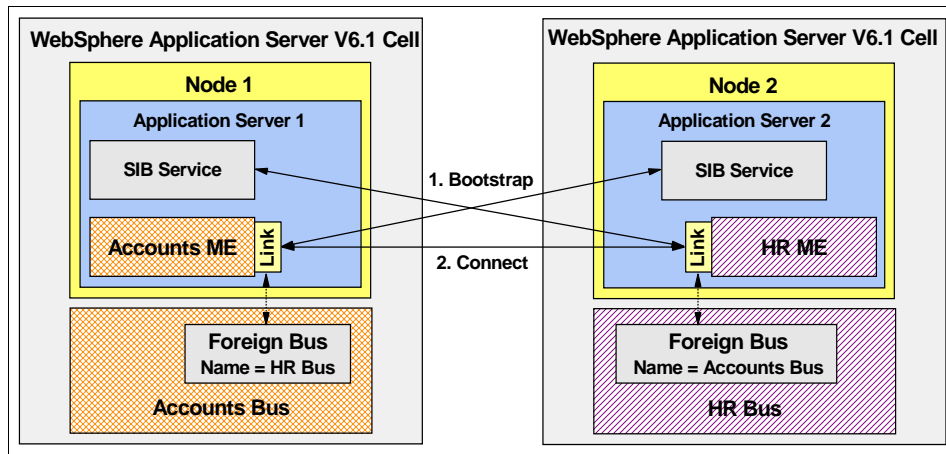 WebSphere Application Server V6.1 Cell
Node 1
Application Server 1
SIB Service
Accounts ME
Link
Foreign Bus
Name = HR Bus
Accounts Bus
1. Bootstrap
2. Connect
WebSphere Application Server V6.1 Cell
Node 2
Application Server 2
SIB Service
Link
HR ME
Foreign Bus
Name = Accounts Bus
HR Bus